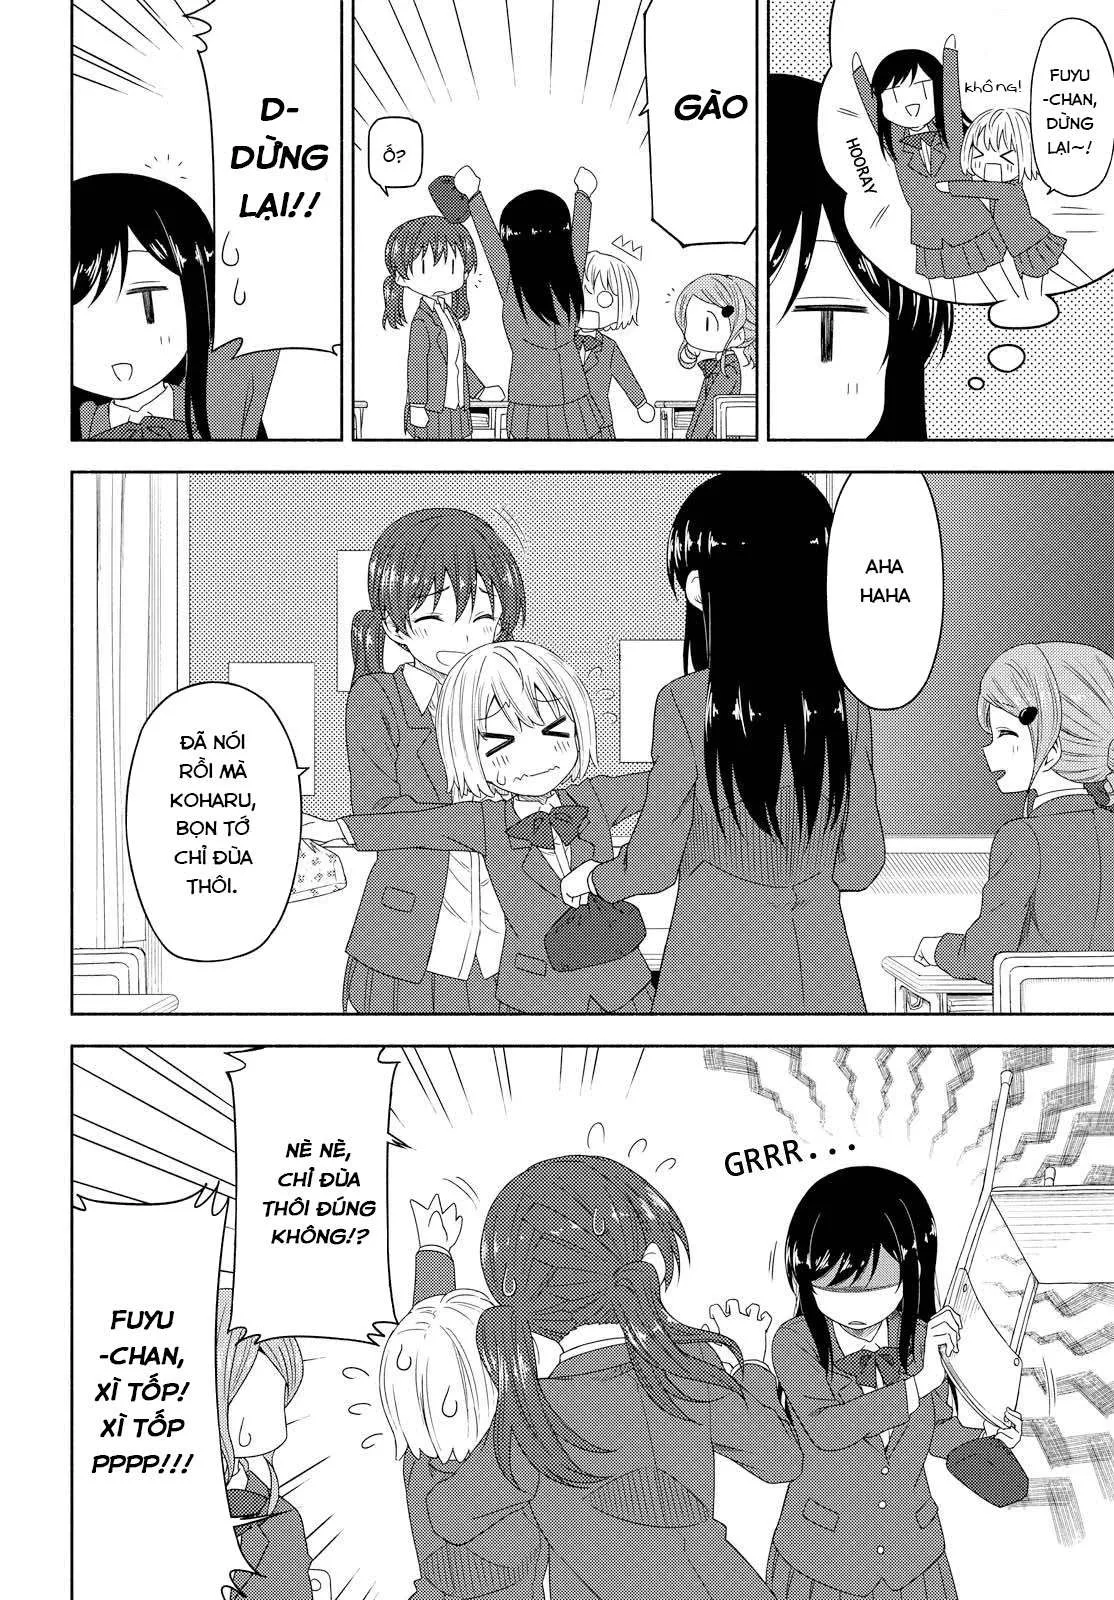 FUYU
-CHAN,
DỪNG
LẠI~!
không!
HOORAY
GÀO
Ố?
D-
DỪNG
LẠI!!
AHA
HAHA
ĐÃ NÓI
RỒI MÀ
KOHARU,
BỌN TỚ
CHỈ ĐÙA
THÔI.
GRRR...
NÈ NÈ,
CHỈ ĐÙA
THÔI ĐÚNG
KHÔNG!?
FUYU
-CHAN,
XÌ TỐP!
XÌ TỐP
PPPP!!!